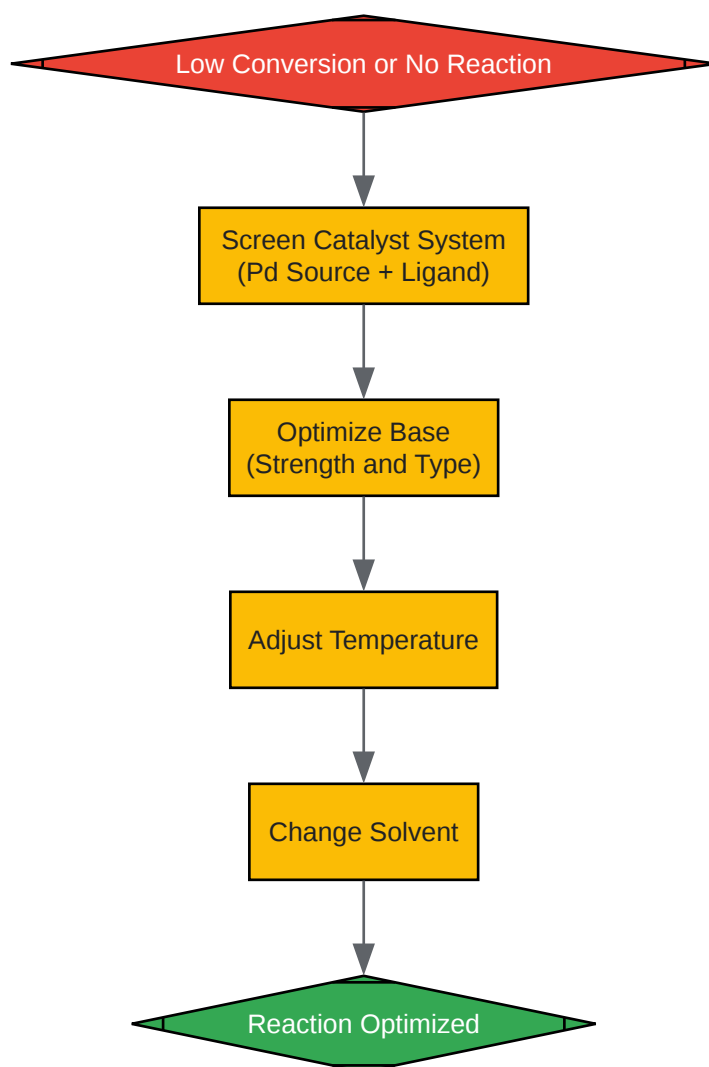 Low Conversion or No Reaction
Screen Catalyst System
(Pd Source + Ligand)
Optimize Base
(Strength and Type)
Adjust Temperature
Change Solvent
Reaction Optimized